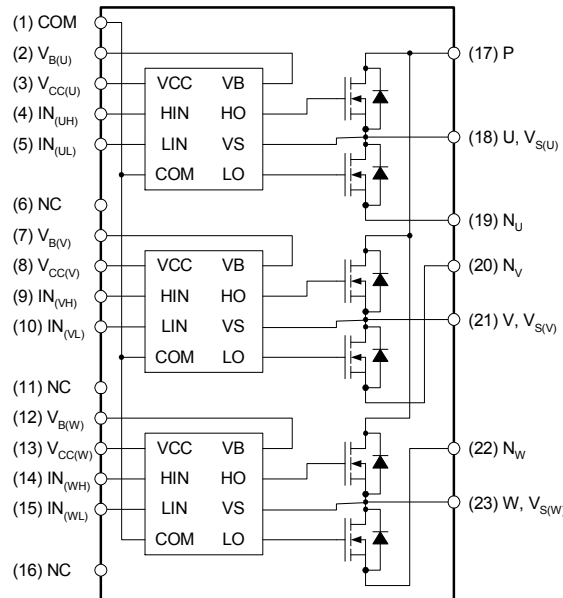 (1) COM
(2) V_B(U)
(3) V_CC(U)
(4) IN_(UH)
(5) IN_(UL)
(6) NC
(7) V_B(V)
(8) V_CC(V)
(9) IN_(VH)
(10) IN_(VL)
(11) NC
(12) V_B(W)
(13) V_CC(W)
(14) IN_(WH)
(15) IN_(WL)
(16) NC
VCC VB
HIN HO
LIN VS
COM LO
VCC VB
HIN HO
LIN VS
COM LO
VCC VB
HIN HO
LIN VS
COM LO
(17) P
(18) U, V_S(U)
(19) N_U
(20) N_V
(21) V, V_S(V)
(22) N_W
(23) W, V_S(W)